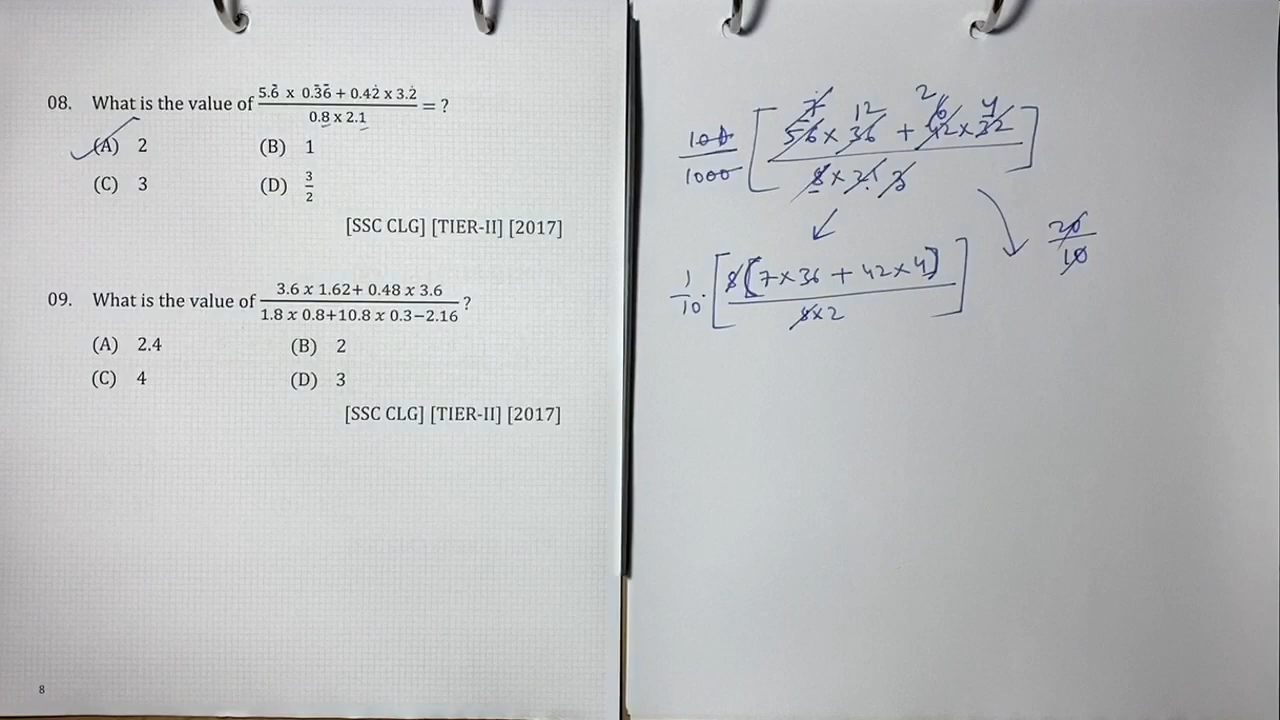 08. What is the value of (5.6̄ x 0.3̄6̄ + 0.42̇ x 3.2̇) / (0.8 x 2.1) = ?
(A) 2 (B) 1
(C) 3 (D) 3/2
[SSC CLG] [TIER-II] [2017]
09. What is the value of (3.6 x 1.62+ 0.48 x 3.6) / (1.8 x 0.8+10.8 x 0.3−2.16) ?
(A) 2.4 (B) 2
(C) 4 (D) 3
[SSC CLG] [TIER-II] [2017]
8
7 12 2 6 4
100/1000 [ (56 x 36 + 42 x 32) / (8 x 21 3) ]
20/10
1/10 . [ 8(7 x 36 + 42 x 4) / (8 x 2) ]